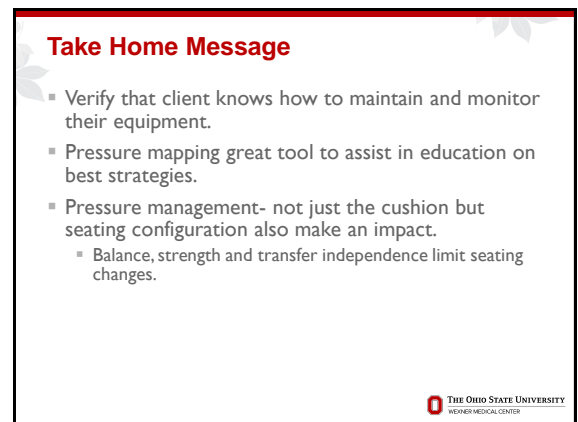 Take Home Message
Verify that client knows how to maintain and monitor
their equipment.
Pressure mapping great tool to assist in education on
best strategies.
Pressure management- not just the cushion but
seating configuration also make an impact.
Balance, strength and transfer independence limit seating
changes.
THE OHIO STATE UNIVERSITY
WEXNER MEDICAL CENTER